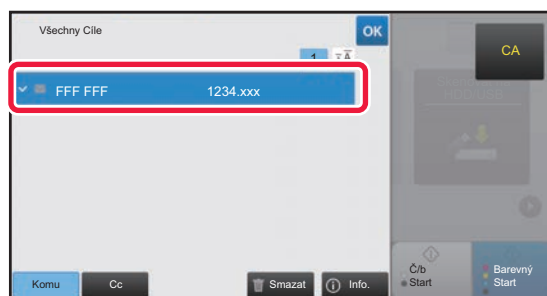 Všechny Cíle
OK
CA
1
FFF FFF 1234.xxx
Komu
Cc
Smazat
Info.
Č/b
Start
Barevný
Start